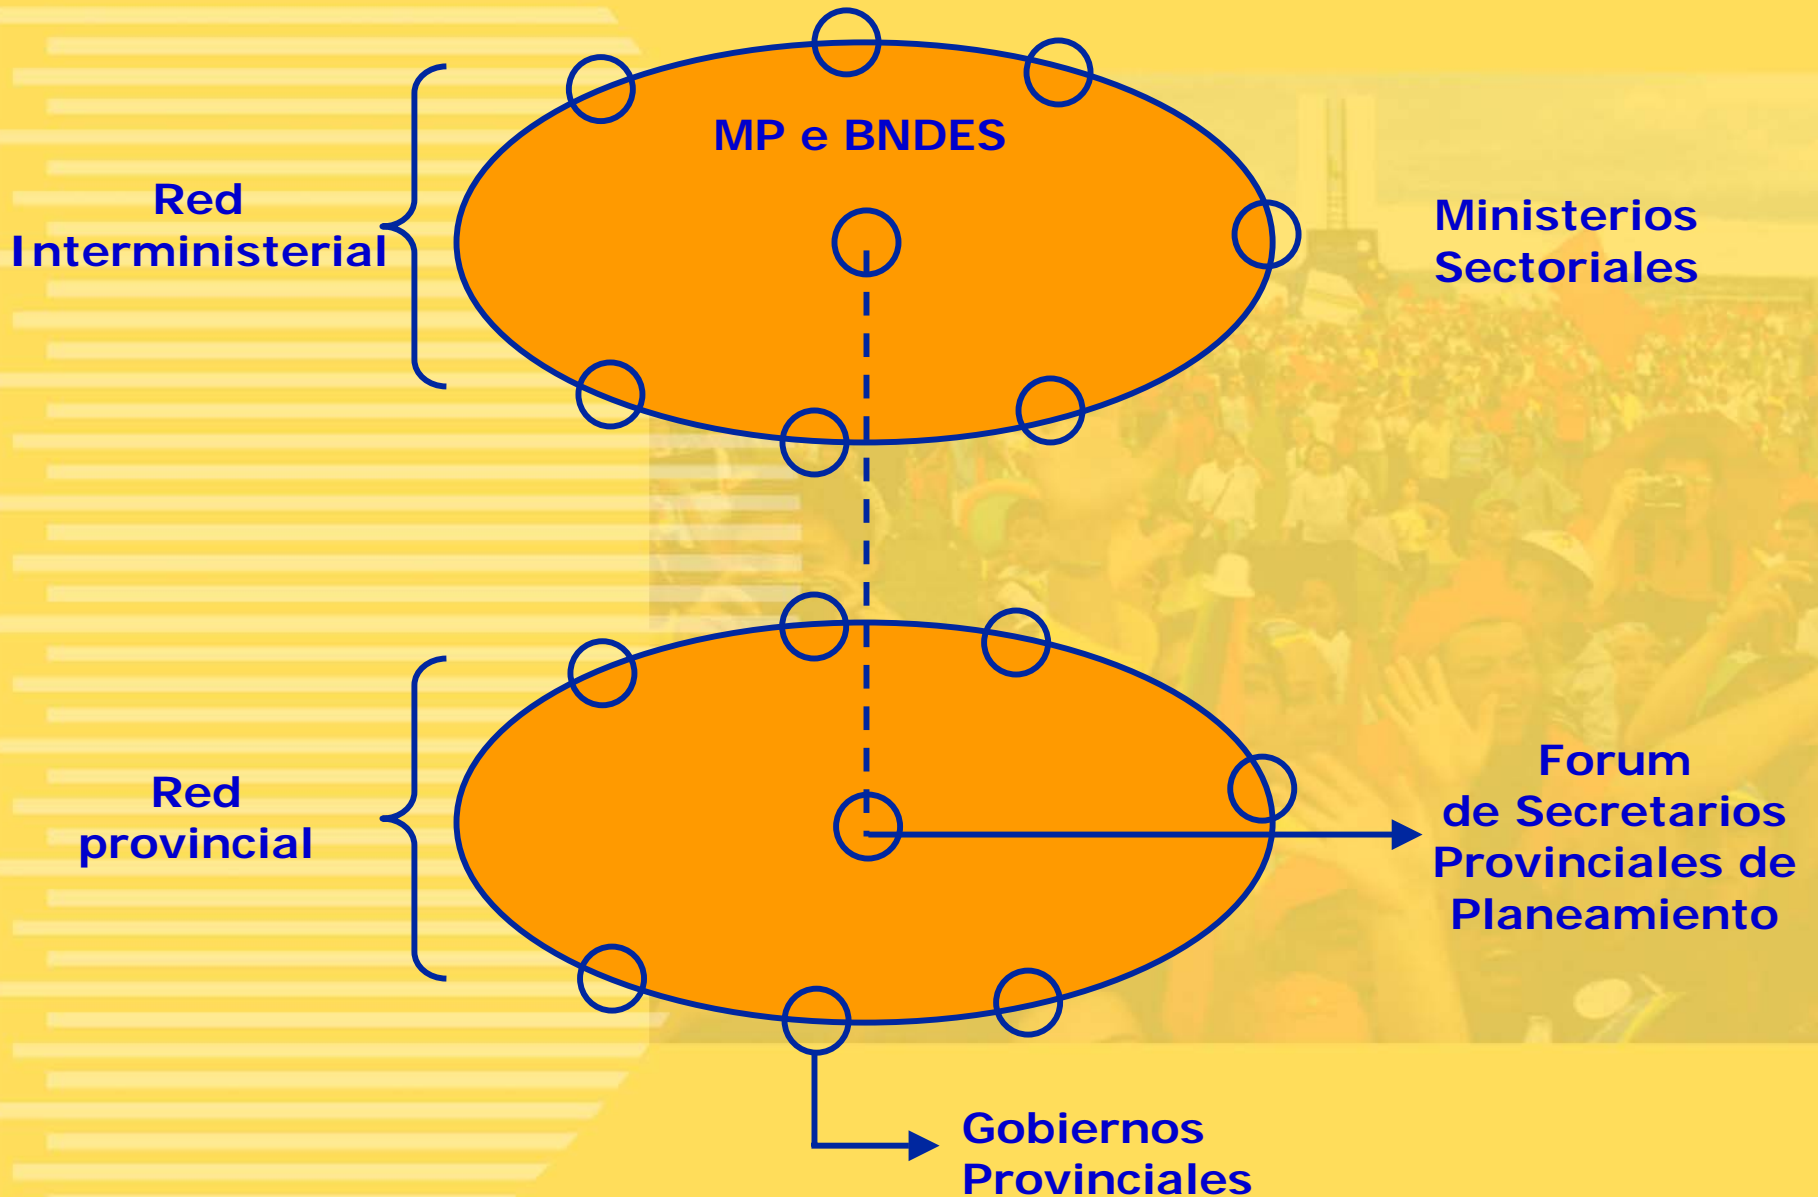 MP e BNDES
Red
Interministerial
Ministerios
Sectoriales
Red
provincial
Forum
de Secretarios
Provinciales de
Planeamiento
Gobiernos
Provinciales